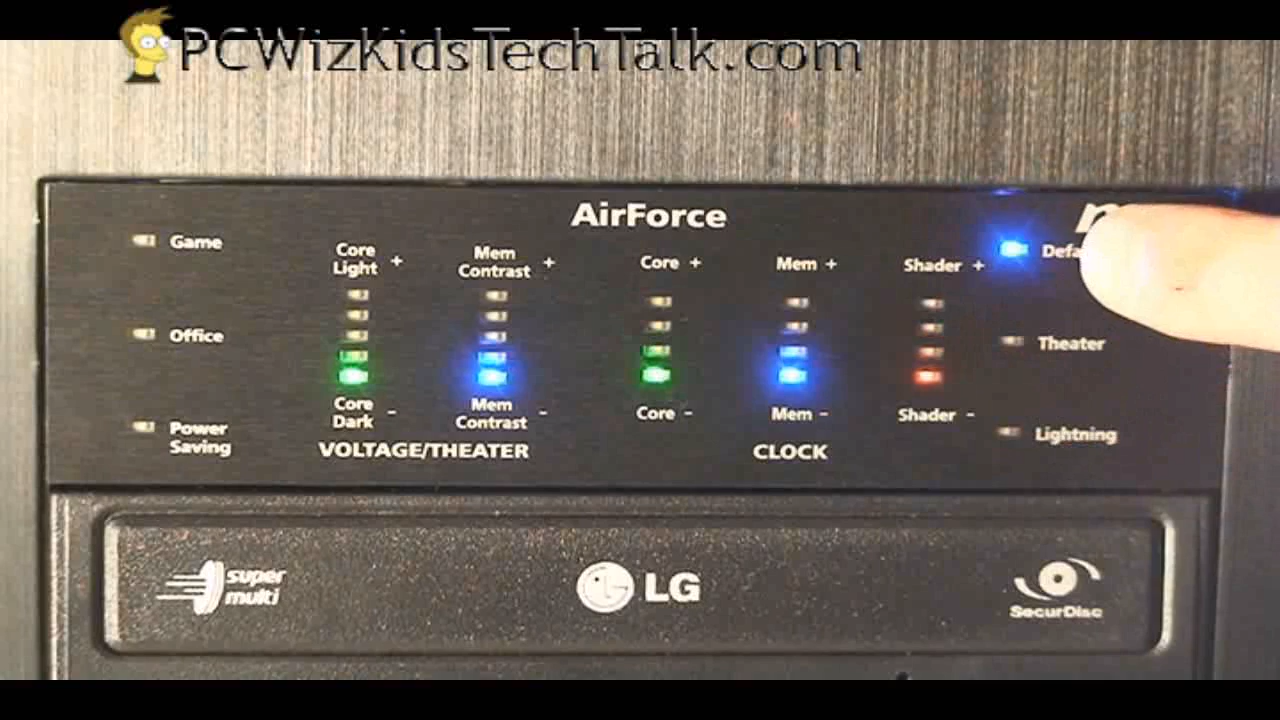 PCWizKidsTechTalk.com
AirForce
Game
Core
Light +
Mem
Contrast +
Core +
Mem +
Shader +
Office
Theater
Power
Saving
Core
Dark -
Mem
Contrast -
Core -
Mem -
Shader -
Lightning
VOLTAGE/THEATER
CLOCK
super
multi
LG
SecurDisc